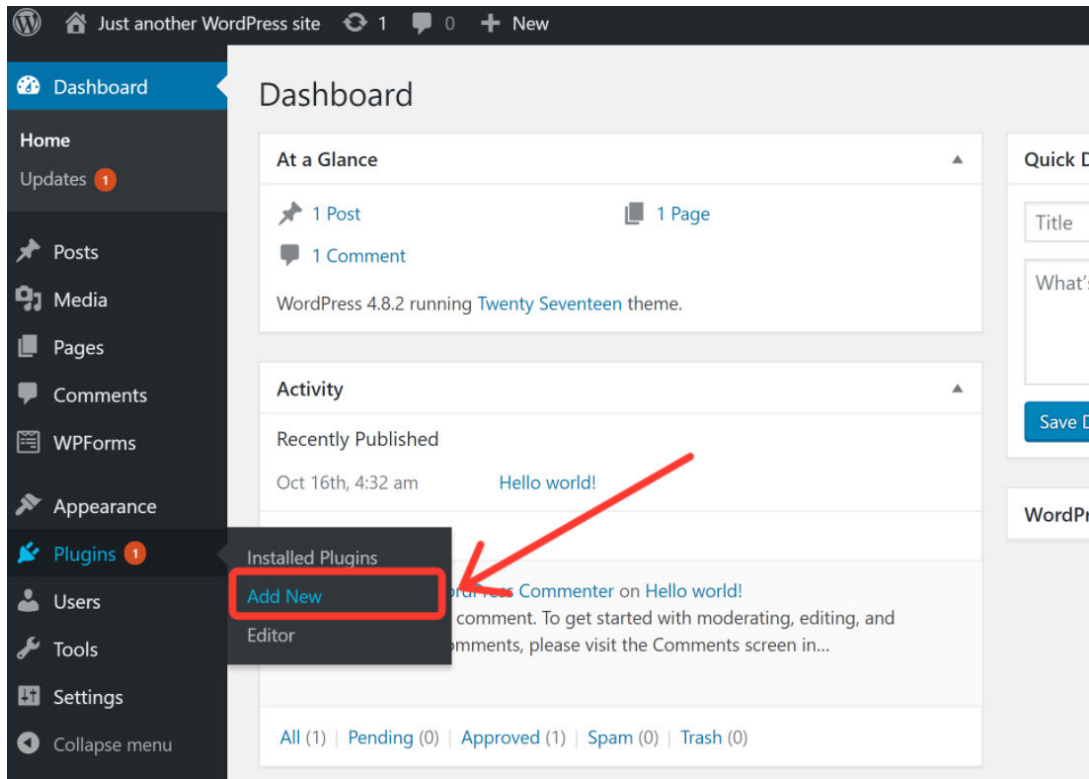 Just another WordPress site 1 0 + New
Dashboard
Home
Updates 1
Posts
Media
Pages
Comments
WPForms
Appearance
Plugins 1
Users
Tools
Settings
Collapse menu
Installed Plugins
Add New
Editor
Dashboard
At a Glance
1 Post 1 Page
1 Comment
WordPress 4.8.2 running Twenty Seventeen theme.
Activity
Recently Published
Oct 16th, 4:32 am Hello world!
Commenter on Hello world!
comment. To get started with moderating, editing, and
please visit the Comments screen in...
All (1) | Pending (0) | Approved (1) | Spam (0) | Trash (0)
Quick
Title
What's
Save